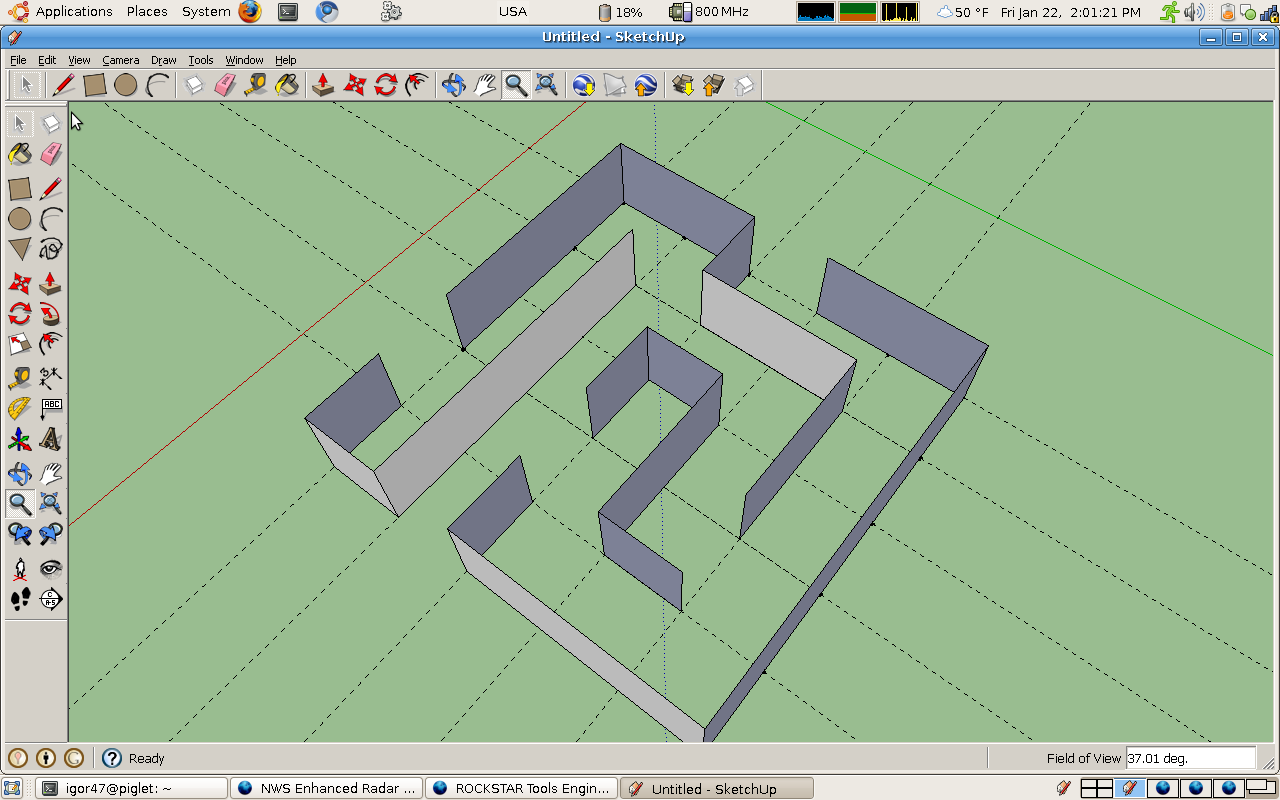 Applications Places System USA 18% 800 MHz 50 °F Fri Jan 22, 2:01:21 PM
Untitled - SketchUp
File Edit View Camera Draw Tools Window Help
ABC
A
C
A-5
Ready
Field of View 37.01 deg.
igor47@piglet: ~ NWS Enhanced Radar ... ROCKSTAR Tools Engin... Untitled - SketchUp